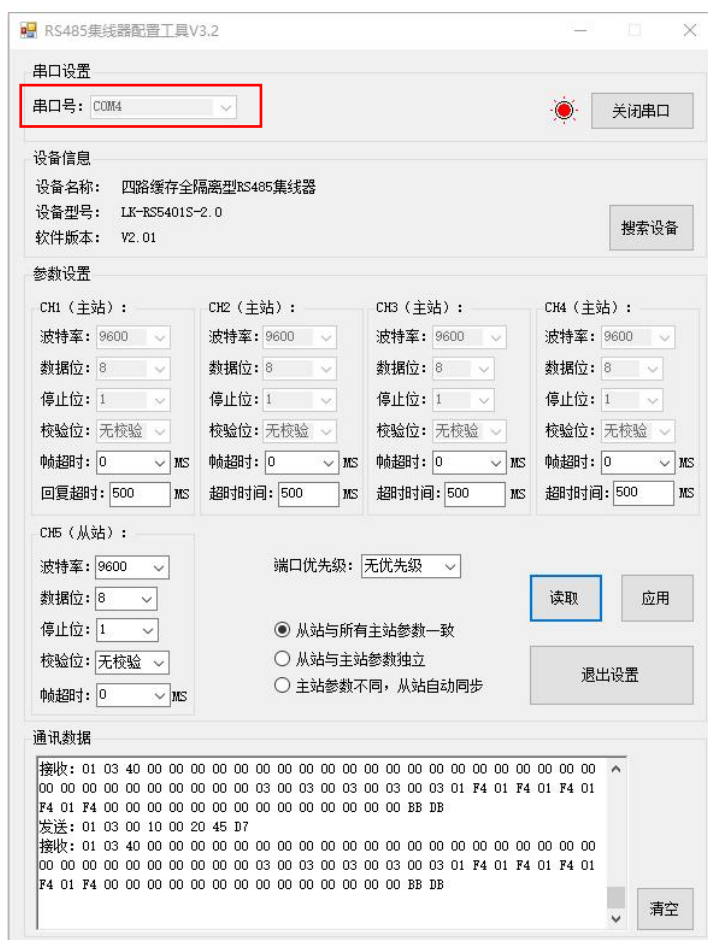 RS485集线器配置工具V3.2
串口设置
串口号: COM4
关闭串口
设备信息
设备名称: 四路缓存全隔离型RS485集线器
设备型号: LK-RS5401S-2.0
软件版本: V2.01
搜索设备
参数设置
CH1（主站）: CH2（主站）: CH3（主站）: CH4（主站）:
波特率: 9600 波特率: 9600 波特率: 9600 波特率: 9600
数据位: 8 数据位: 8 数据位: 8 数据位: 8
停止位: 1 停止位: 1 停止位: 1 停止位: 1
校验位: 无校验 校验位: 无校验 校验位: 无校验 校验位: 无校验
帧超时: 0 MS 帧超时: 0 MS 帧超时: 0 MS 帧超时: 0 MS
回复超时: 500 MS 超时时间: 500 MS 超时时间: 500 MS 超时时间: 500 MS
CH5（从站）:
波特率: 9600 端口优先级: 无优先级
数据位: 8 读取 应用
停止位: 1 从站与所有主站参数一致
校验位: 无校验 从站与主站参数独立
退出设置
帧超时: 0 MS 主站参数不同，从站自动同步
通讯数据
接收: 01 03 40 00 00 00 00 00 00 00 00 00 00 00 00 00 00 00 00 00 00 00 00 00
00 00 00 00 00 00 00 00 00 00 03 00 03 00 03 00 03 00 03 01 F4 01 F4 01 F4 01
F4 01 F4 00 00 00 00 00 00 00 00 00 00 00 00 00 00 BB DB
发送: 01 03 00 10 00 20 45 D7
接收: 01 03 40 00 00 00 00 00 00 00 00 00 00 00 00 00 00 00 00 00 00 00 00 00
00 00 00 00 00 00 00 00 00 00 03 00 03 00 03 00 03 00 03 01 F4 01 F4 01 F4 01
F4 01 F4 00 00 00 00 00 00 00 00 00 00 00 00 00 00 BB DB
清空